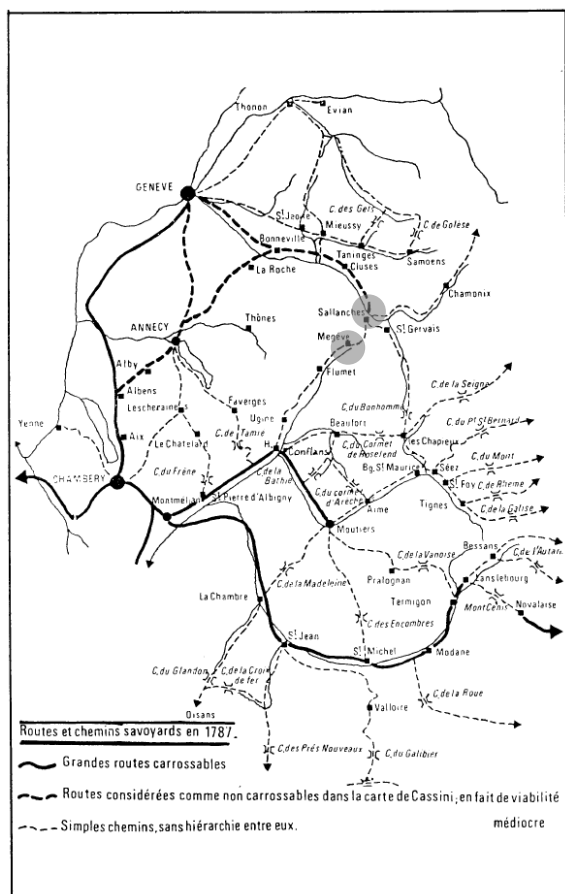 Thonon
Evian
GENEVE
St Jeoire
C. des Gets
Mieussy
C. de Golèse
Bonneville
Taninges
Samoens
La Roche
Cluses
Chamonix
Sallanches
ANNECY
Thônes
St Gervais
Megève
Alby
Flumet
Albens
C. de la Seigne
Lescheraines
Faverges
C. du Bonhomme
Yenne
Ugine
Beaufort
C. du Pt St Bernard
Aix
Le Chatelard
C. de Tamié
H.
les Chapieux
Conflans
C. du Cormet
de Roselend
C. du Mont
CHAMBERY
C. du Frêne
C. de la
Bathie
Bg. St Maurice
Séez
St Foy
C. de Rheme
St Pierre d'Albigny
C. du cormet
d'Arech
Aime
Tignes
C. de la Galise
Montmélian
Moutiers
Bessans
C. de l'Autaret
C. de la Vanoise
C. de la Madeleine
Pralognan
Lanslebourg
La Chambre
Termignon
Mont Cenis
Novalaise
C. des Encombres
St Jean
St Michel
Modane
C. du Glandon
C. de la Croix
de fer
C. de la Roue
Oisans
Valloire
Routes et chemins savoyards en 1787.
C. des Prés Nouveaux
C. du Galibier
Grandes routes carrossables
Routes considérées comme non carrossables dans la carte de Cassini, en fait de viabilité
médiocre
Simples chemins, sans hiérarchie entre eux.